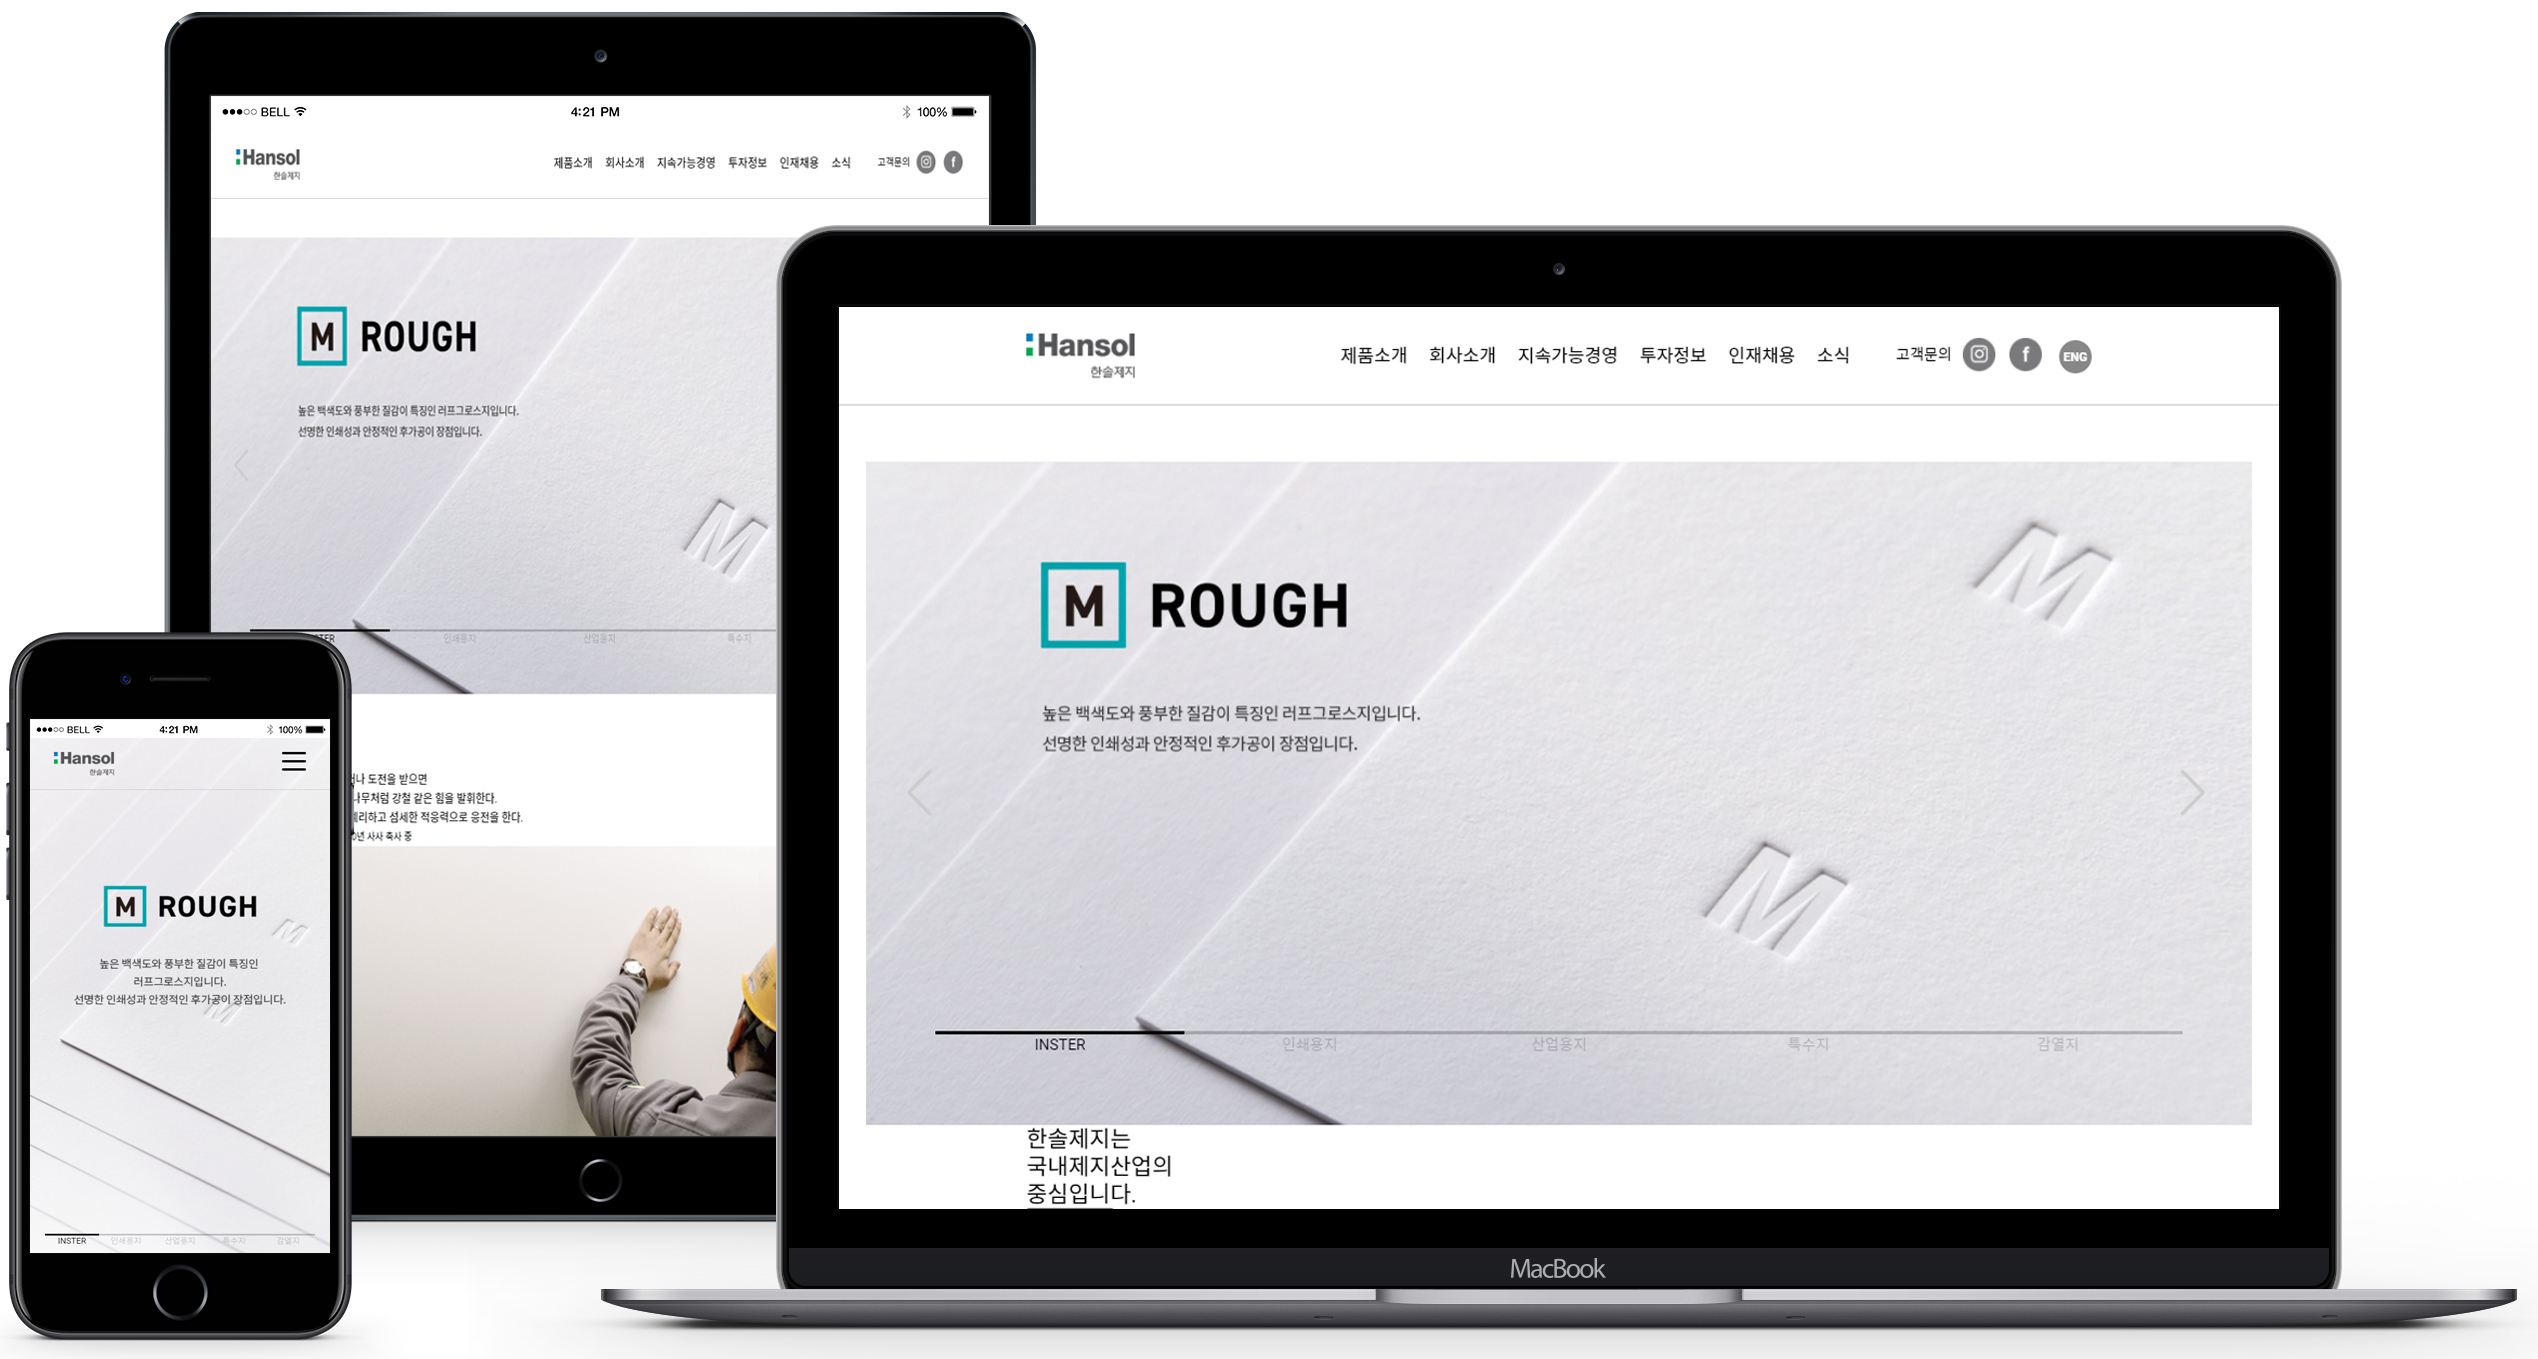 BELL 4:21 PM 100%
Hansol
한솔제지
제품소개 회사소개 지속가능경영 투자정보 인재채용 소식 고객문의 f
M ROUGH
높은 백색도와 풍부한 질감이 특징인 러프그로스지입니다.
선명한 인쇄성과 안정적인 후가공이 장점입니다.
M
인쇄용지 산업용지 특수지
도전을 받으면
강철 같은 힘을 발휘한다.
섬세한 적응력으로 응전을 한다.
사사 축사 중
BELL 4:21 PM 100%
Hansol
한솔제지
M ROUGH
M
높은 백색도와 풍부한 질감이 특징인
러프그로스지입니다.
선명한 인쇄성과 안정적인 후가공이 장점입니다.
M
INSTER 인쇄용지 산업용지 특수지 감열지
Hansol
한솔제지
제품소개 회사소개 지속가능경영 투자정보 인재채용 소식 고객문의 f ENG
M
M ROUGH
높은 백색도와 풍부한 질감이 특징인 러프그로스지입니다.
선명한 인쇄성과 안정적인 후가공이 장점입니다.
M
INSTER 인쇄용지 산업용지 특수지 감열지
한솔제지는
국내제지산업의
중심입니다.
MacBook